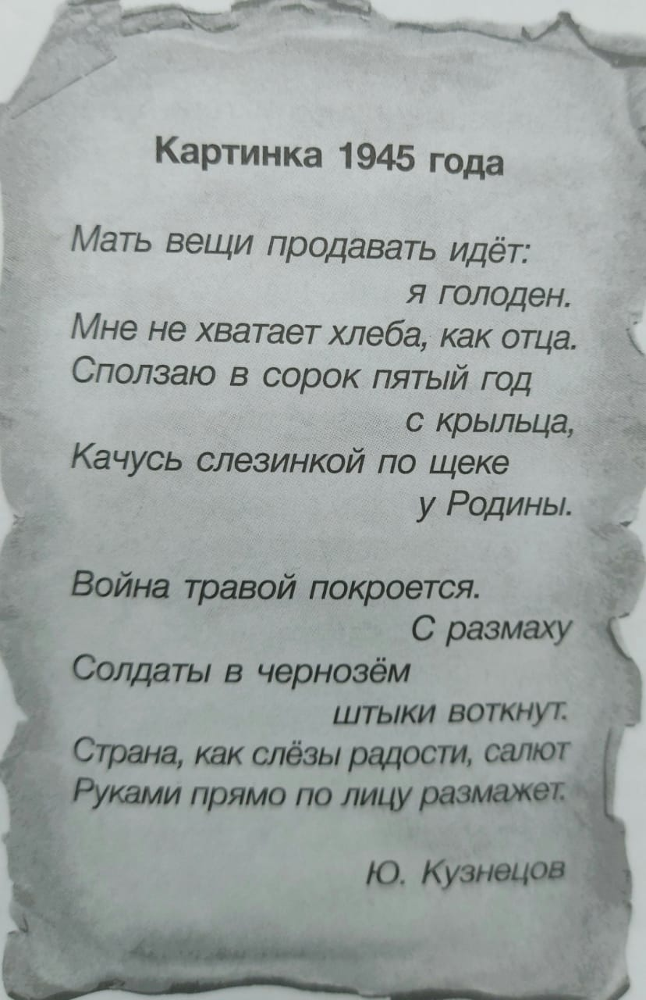 Картинка 1945 года
Мать вещи продавать идёт:
я голоден.
Мне не хватает хлеба, как отца.
Сползаю в сорок пятый год
с крыльца,
Качусь слезинкой по щеке
у Родины.
Война травой покроется.
С размаху
Солдаты в чернозём
штыки воткнут.
Страна, как слёзы радости, салют
Руками прямо по лицу размажет.
Ю. Кузнецов